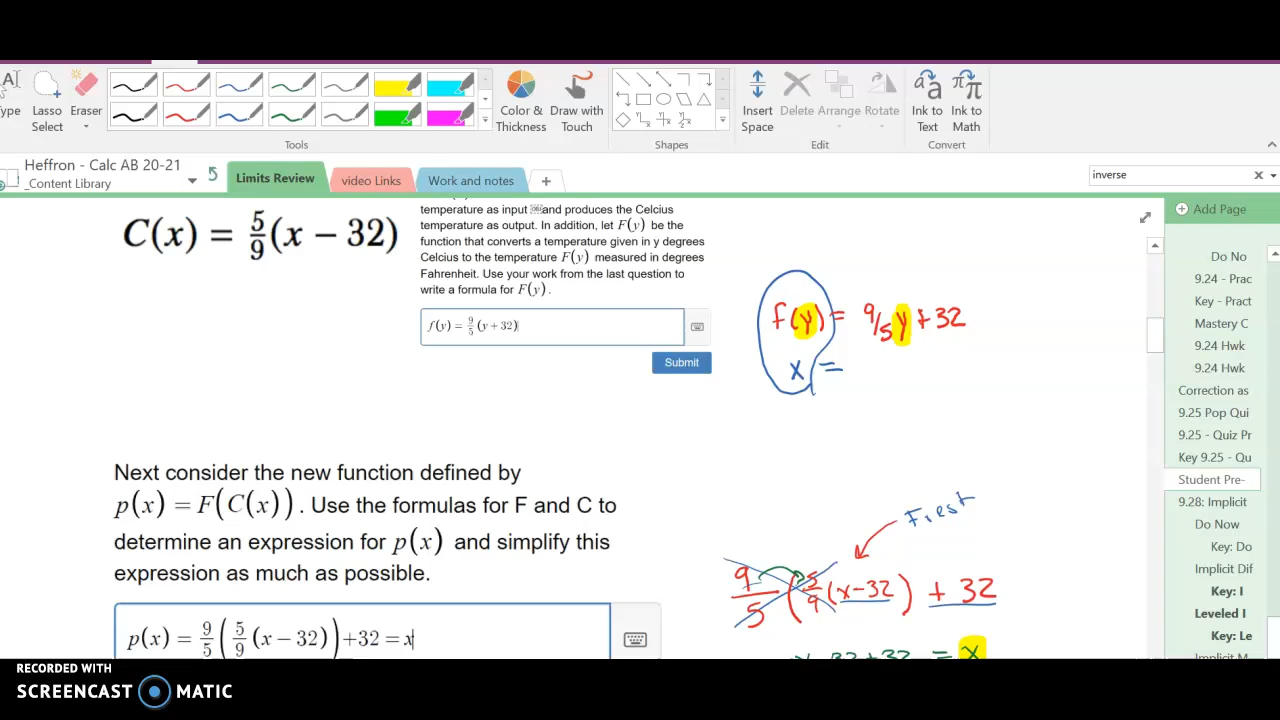 Type
Lasso
Select
Eraser
Color &
Thickness
Draw with
Touch
Insert
Space
Delete
Arrange
Rotate
Ink to
Text
Ink to
Math
Tools
Shapes
Edit
Convert
Heffron - Calc AB 20-21
_Content Library
Limits Review
video Links
Work and notes
+
inverse
C(x) = 5/9(x − 32)
temperature as input and produces the Celcius
temperature as output. In addition, let F(y) be the
function that converts a temperature given in y degrees
Celcius to the temperature F(y) measured in degrees
Fahrenheit. Use your work from the last question to
write a formula for F(y).
f(y) = 9/5 (y + 32)
Submit
f(y) = 9/5 y + 32
x =
Next consider the new function defined by
p(x) = F(C(x)). Use the formulas for F and C to
determine an expression for p(x) and simplify this
expression as much as possible.
p(x) = 9/5 (5/9 (x − 32)) +32 = x
First
9/5 (5/9 (x−32)) + 32
x − 32 + 32 = x
Add Page
Do No
9.24 - Prac
Key - Pract
Mastery C
9.24 Hwk
9.24 Hwk
Correction as
9.25 Pop Qui
9.25 - Quiz Pr
Key 9.25 - Qu
Student Pre-
9.28: Implicit
Do Now
Key: Do
Implicit Dif
Key: I
Leveled I
Key: Le
Implicit M
RECORDED WITH
SCREENCAST MATIC